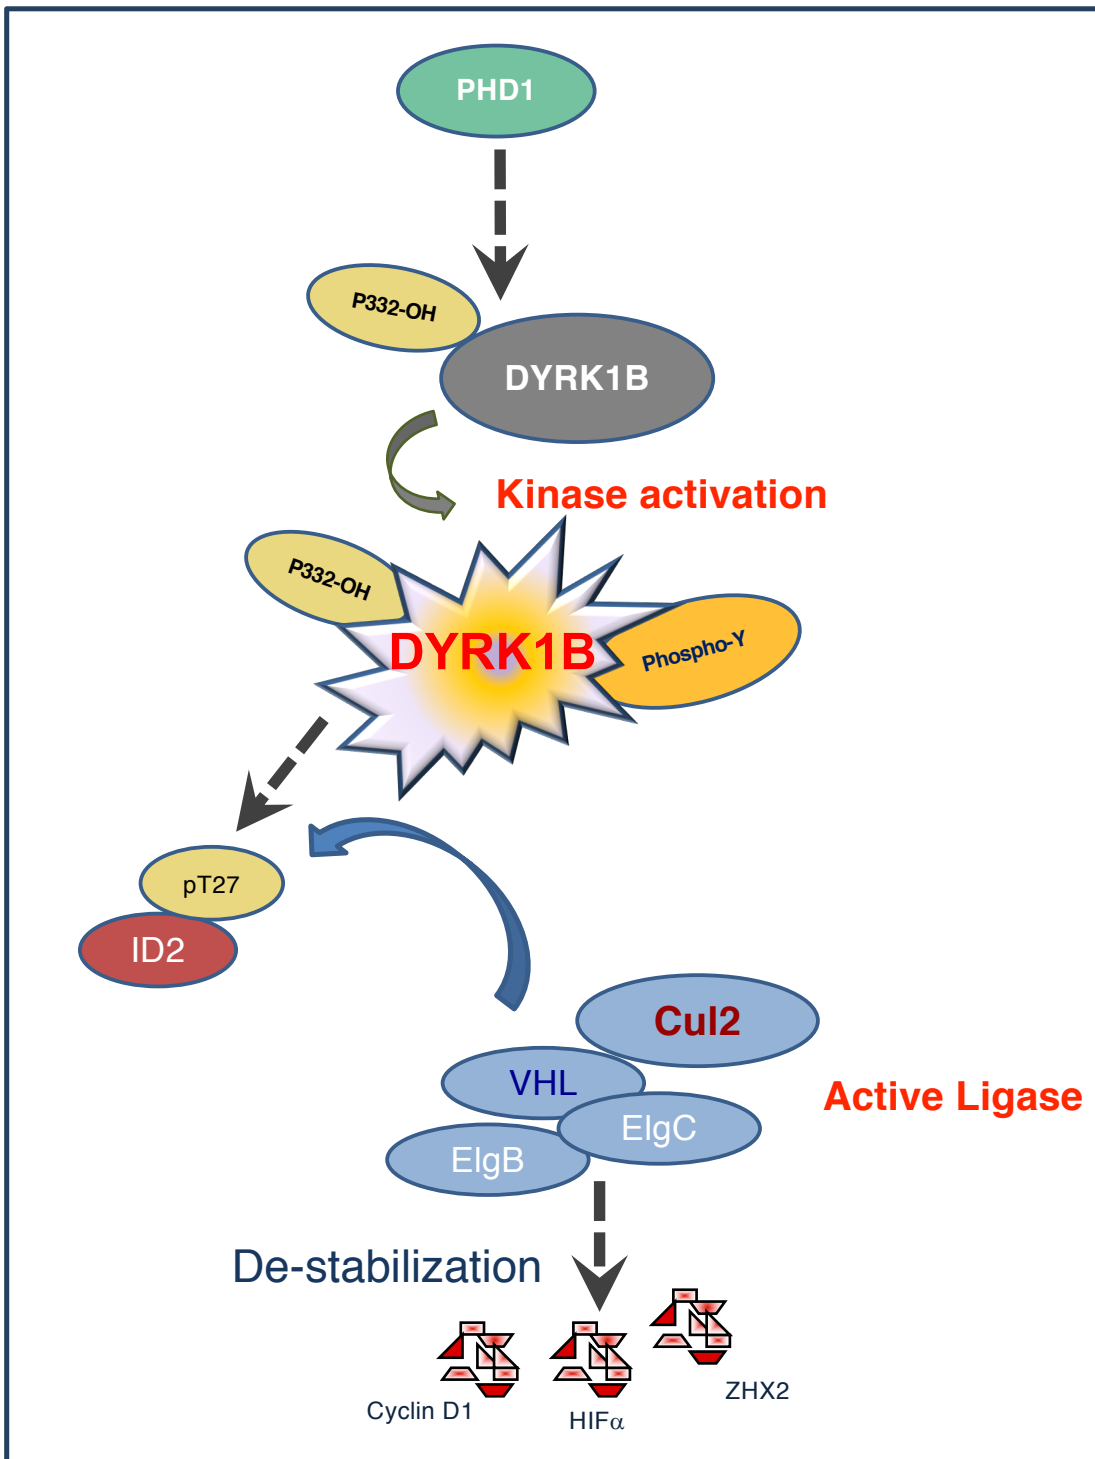 PHD1
P332-OH
DYRK1B
Kinase activation
P332-OH
DYRK1B
Phospho-Y
pT27
ID2
Cul2
VHL
Active Ligase
ElgC
ElgB
De-stabilization
ZHX2
Cyclin D1
HIFα